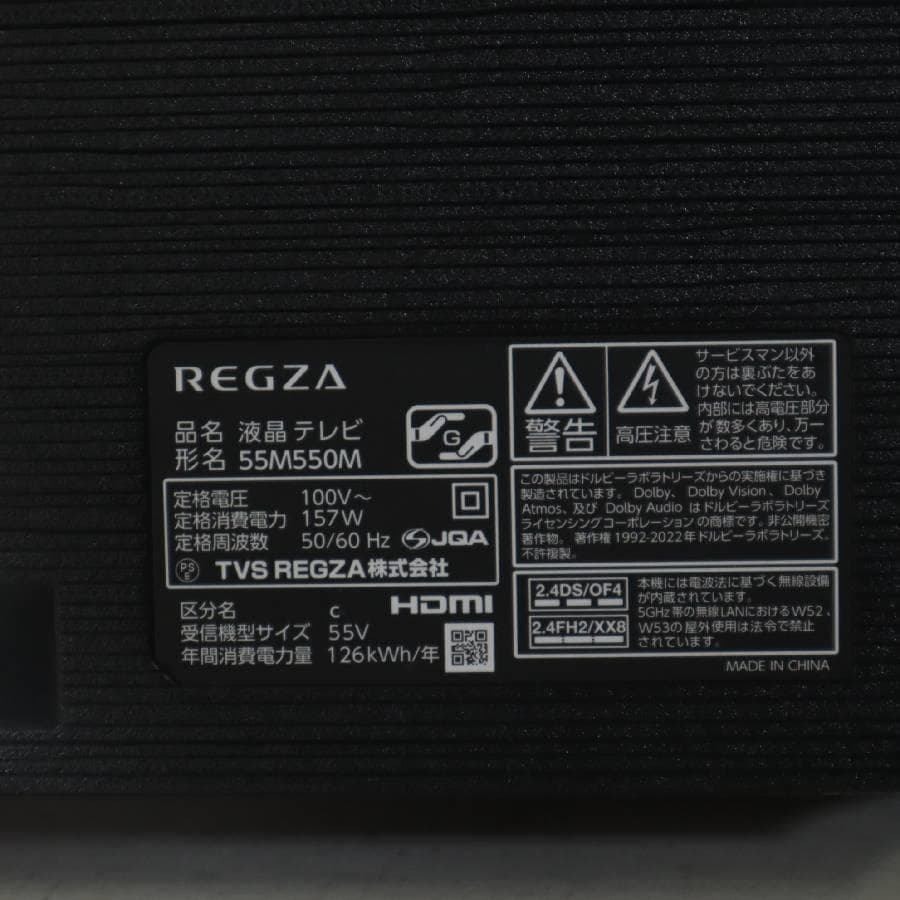 REGZA
品名 液晶テレビ
形名 55M550M
G
定格電圧 100V～
定格消費電力 157W
定格周波数 50/60 Hz
JQA
PS
E
TVS REGZA株式会社
HDMI
区分名 c
受信機型サイズ 55V
年間消費電力量 126kWh/年
警告
高圧注意
サービスマン以外
の方は裏ぶたをあ
けないでください。
内部には高電圧部分
が数多くあり、万一
さわると危険です。
この製品はドルビーラボラトリーズからの実施権に基づき
製造されています。 Dolby、Dolby Vision、Dolby
Atmos、及び Dolby Audio はドルビーラボラトリーズ
ライセンシングコーポレーションの商標です。非公開機密
著作物。 著作権 1992-2022年ドルビーラボラトリーズ。
不許複製。
2.4DS/OF4
2.4FH2/XX8
本機には電波法に基づく無線設備
が内蔵されています。
5GHz帯の無線LANにおけるW52、
W53の屋外使用は法令で禁止
されています。
MADE IN CHINA